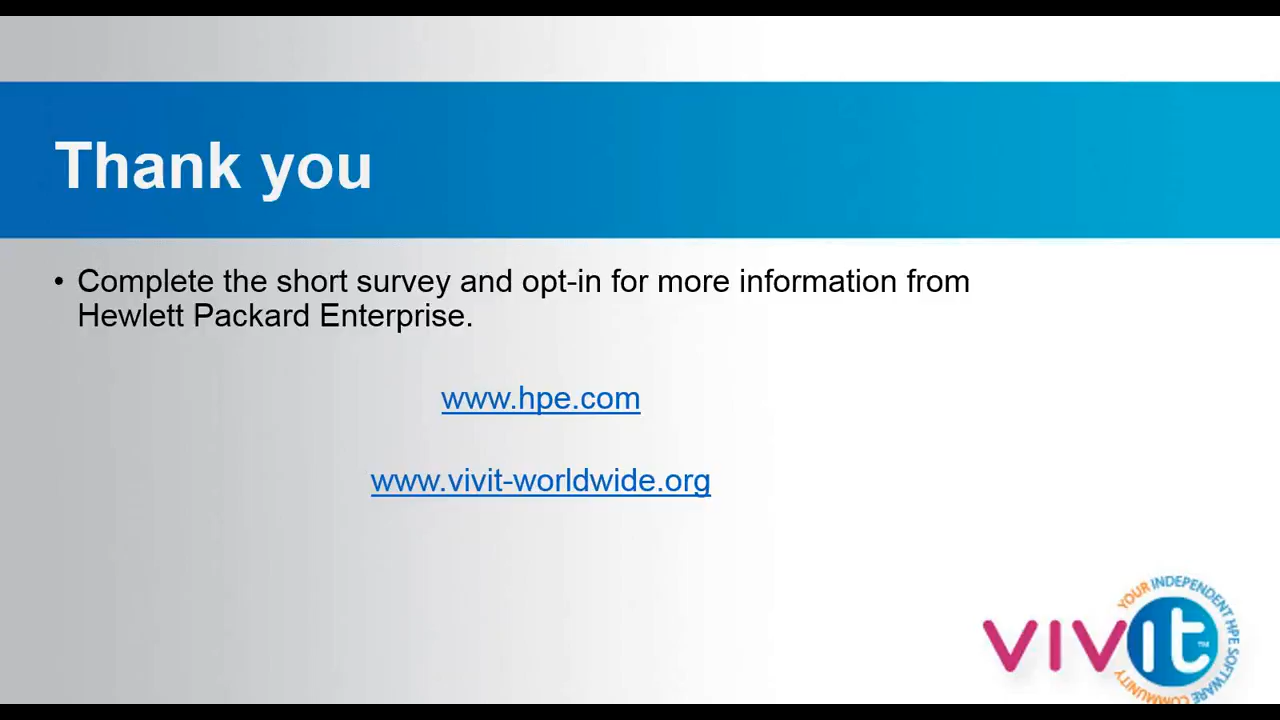 Thank you
• Complete the short survey and opt-in for more information from
Hewlett Packard Enterprise.
www.hpe.com
www.vivit-worldwide.org
YOUR INDEPENDENT HPE SOFTWARE COMMUNITY
vivit™